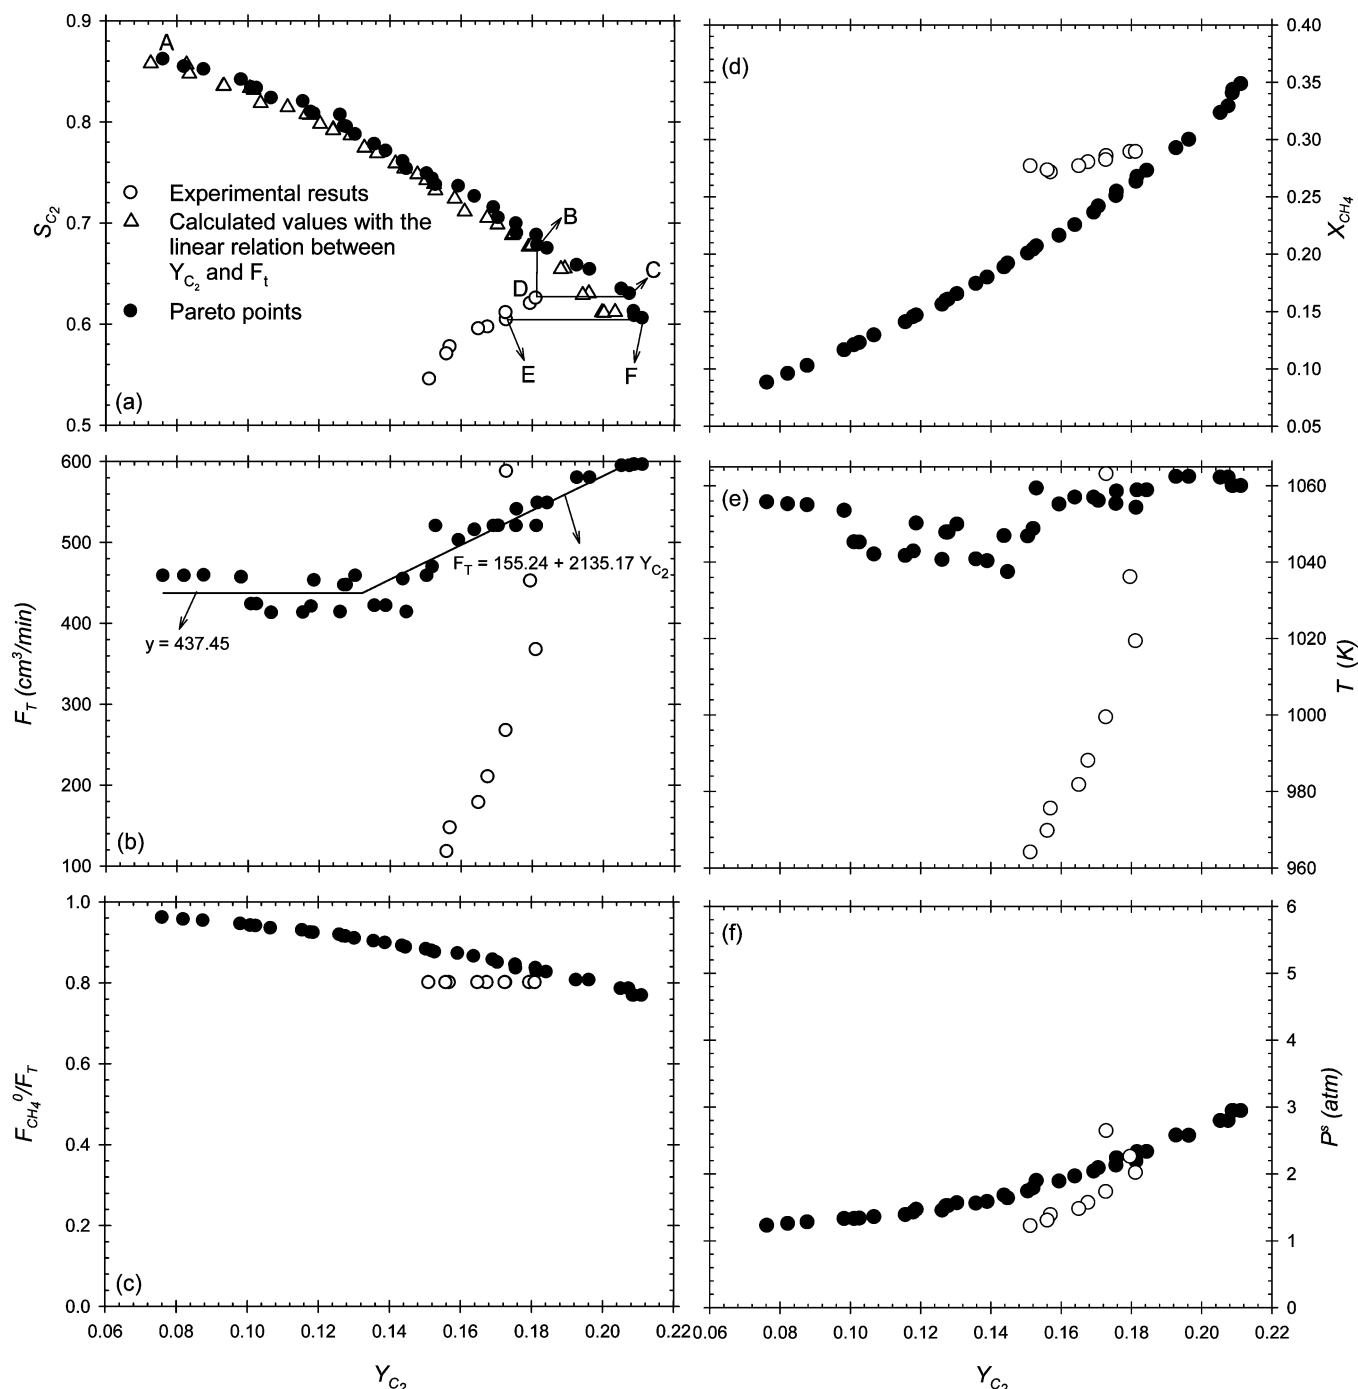 0.9
0.8
0.7
0.6
0.5
S_C2
A
B
C
D
E
F
Experimental resuts
Calculated values with the
linear relation between
Y_C2 and F_t
Pareto points
(a)
600
500
400
300
200
100
F_T (cm³/min)
F_T = 155.24 + 2135.17 Y_C2
y = 437.45
(b)
1.0
0.8
0.6
0.4
0.2
0.0
F_CH4⁰/F_T
(c)
0.06 0.08 0.10 0.12 0.14 0.16 0.18 0.20 0.22
Y_C2
(d)
0.40
0.35
0.30
0.25
0.20
0.15
0.10
0.05
X_CH4
(e)
1060
1040
1020
1000
980
960
T (K)
(f)
6
5
4
3
2
1
0
Pˢ (atm)
0.06 0.08 0.10 0.12 0.14 0.16 0.18 0.20 0.22
Y_C2